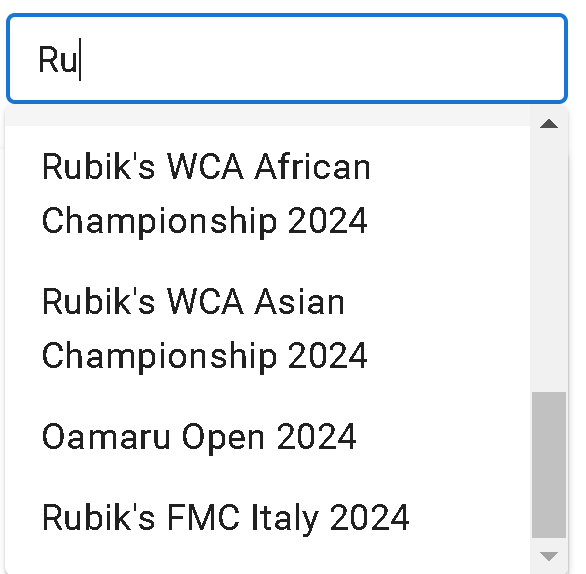 Ru
Rubik's WCA African
Championship 2024
Rubik's WCA Asian
Championship 2024
Oamaru Open 2024
Rubik's FMC Italy 2024